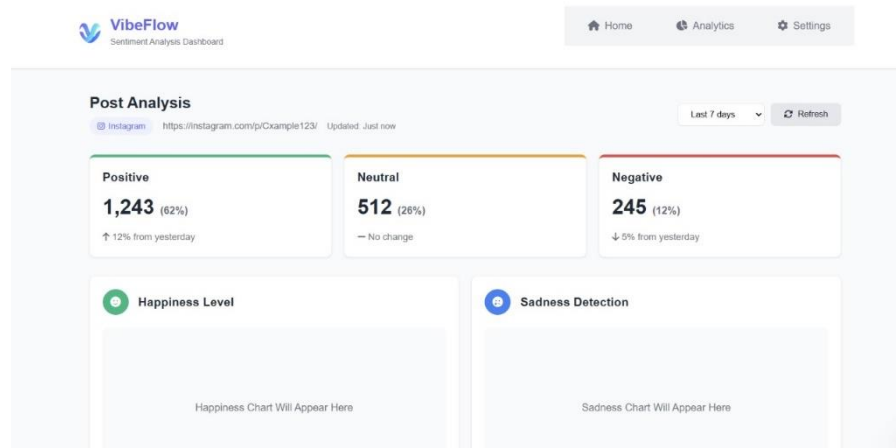 VibeFlow
Sentiment Analysis Dashboard
Home Analytics Settings
Post Analysis
Instagram https://instagram.com/p/Cxample123/ Updated: Just now
Last 7 days Refresh
Positive
1,243 (62%)
↑ 12% from yesterday
Neutral
512 (26%)
— No change
Negative
245 (12%)
↓ 5% from yesterday
Happiness Level
Happiness Chart Will Appear Here
Sadness Detection
Sadness Chart Will Appear Here